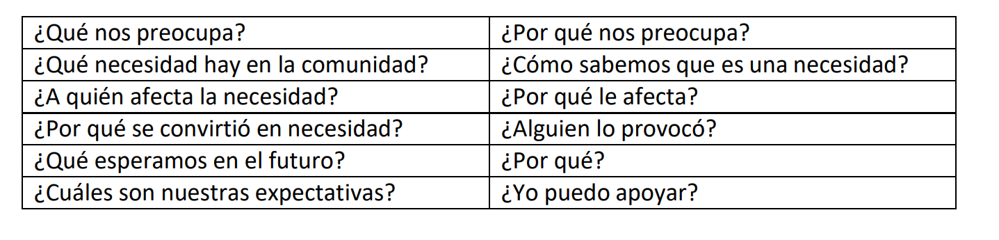 ¿Qué nos preocupa? ¿Por qué nos preocupa?
¿Qué necesidad hay en la comunidad? ¿Cómo sabemos que es una necesidad?
¿A quién afecta la necesidad? ¿Por qué le afecta?
¿Por qué se convirtió en necesidad? ¿Alguien lo provocó?
¿Qué esperamos en el futuro? ¿Por qué?
¿Cuáles son nuestras expectativas? ¿Yo puedo apoyar?